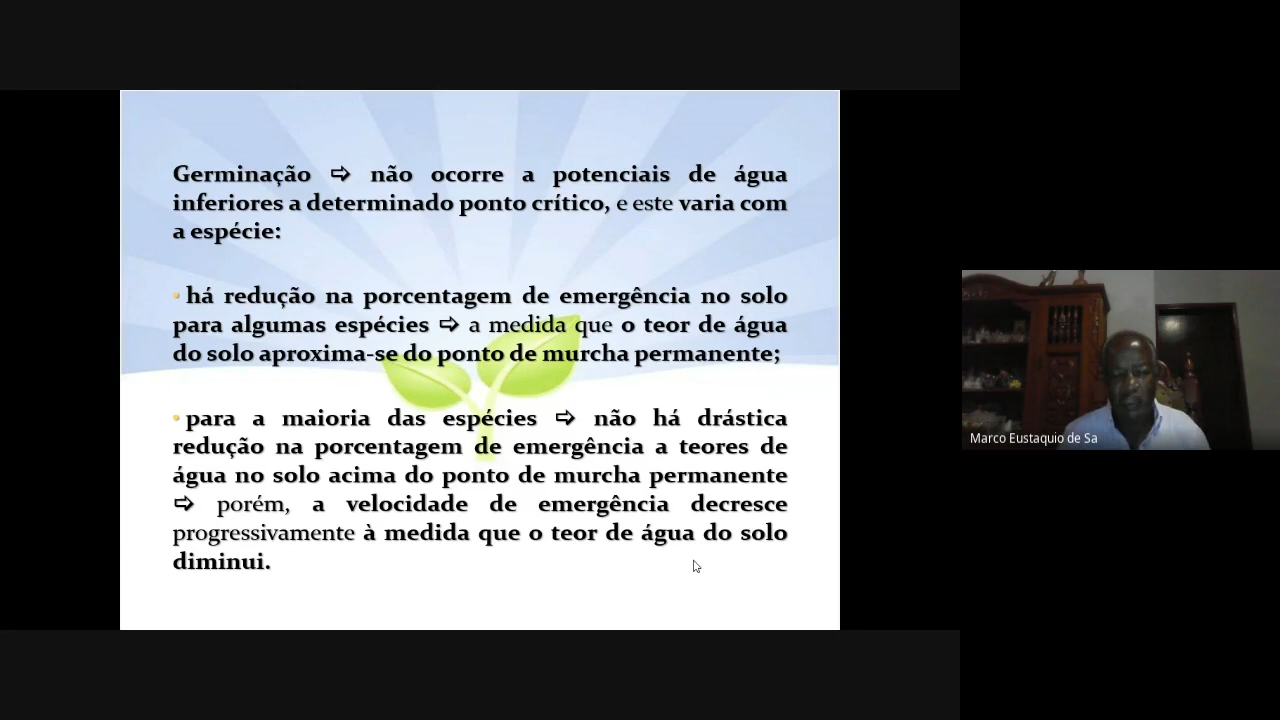 Germinação ⇨ não ocorre a potenciais de água
inferiores a determinado ponto crítico, e este varia com
a espécie:
• há redução na porcentagem de emergência no solo
para algumas espécies ⇨ a medida que o teor de água
do solo aproxima-se do ponto de murcha permanente;
• para a maioria das espécies ⇨ não há drástica
redução na porcentagem de emergência a teores de
água no solo acima do ponto de murcha permanente
⇨ porém, a velocidade de emergência decresce
progressivamente à medida que o teor de água do solo
diminui.
Marco Eustaquio de Sa